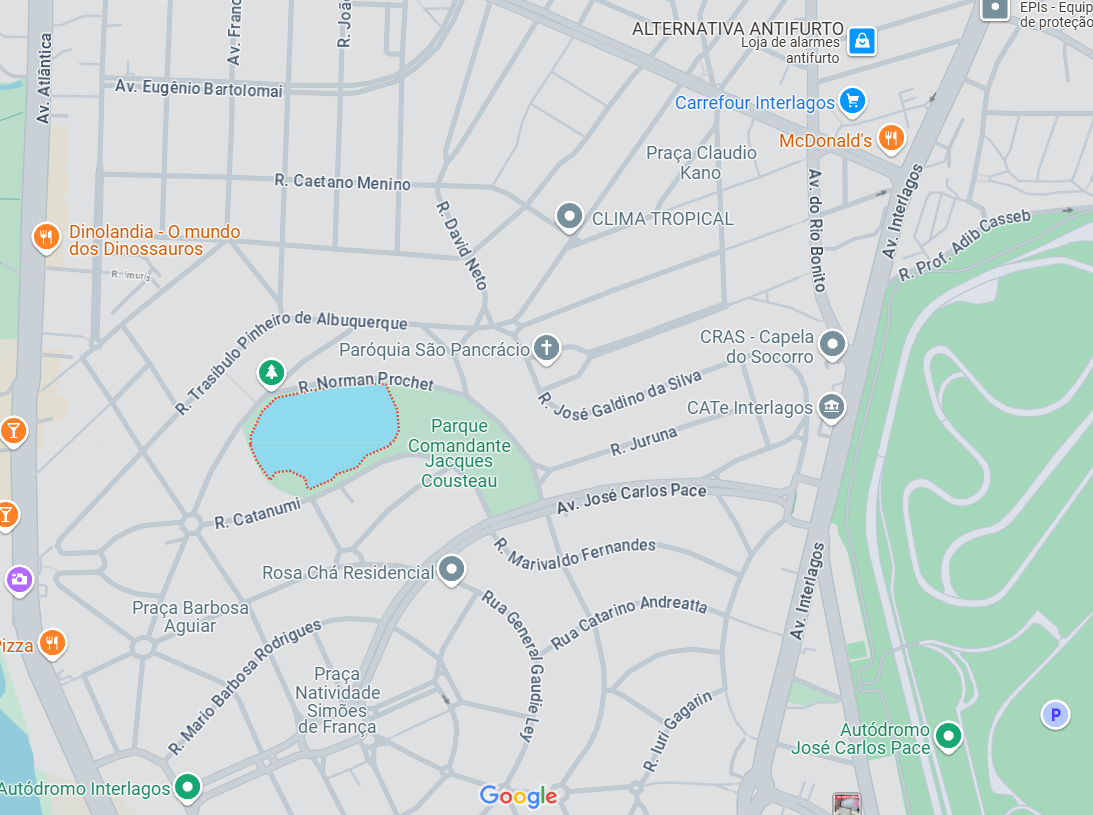 EPIs - Equip
de proteção
ALTERNATIVA ANTIFURTO
Loja de alarmes
antifurto
Av. Atlântica
Av. Franc
R. João
Av. Eugênio Bartolomai
Carrefour Interlagos
McDonald's
Praça Claudio
Kano
R. Caetano Menino
R. David Neto
CLIMA TROPICAL
Av. do Rio Bonito
Av. Interlagos
R. Prof. Adib Casseb
Dinolandia - O mundo
dos Dinossauros
R. Imuris
R. Trasibulo Pinheiro de Albuquerque
Paróquia São Pancrácio
CRAS - Capela
do Socorro
R. Norman Prochet
R. José Galdino da Silva
CATe Interlagos
Parque
Comandante
Jacques
Cousteau
R. Juruna
R. Catanumi
Av. José Carlos Pace
R. Marivaldo Fernandes
Rosa Chá Residencial
Av. Interlagos
Praça Barbosa
Aguiar
Rua General Gaudie Ley
Rua Catarino Andreatta
Pizza
R. Mario Barbosa Rodrigues
Praça
Natividade
Simões
de França
R. Iuri Gagarin
P
Autódromo
José Carlos Pace
Autódromo Interlagos
Google